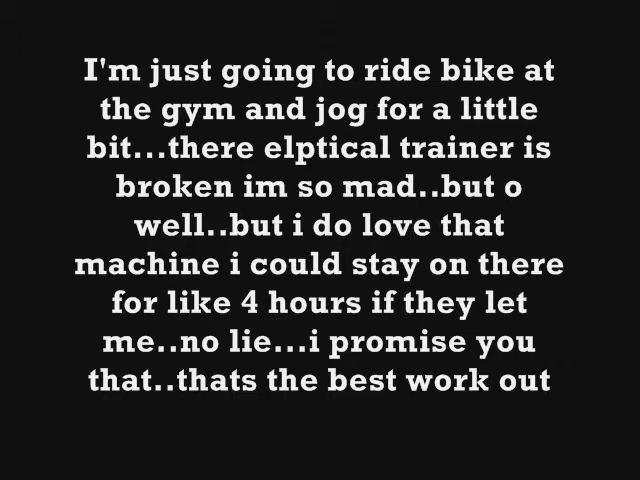 I'm just going to ride bike at
the gym and jog for a little
bit...there elptical trainer is
broken im so mad..but o
well..but i do love that
machine i could stay on there
for like 4 hours if they let
me..no lie...i promise you
that..thats the best work out